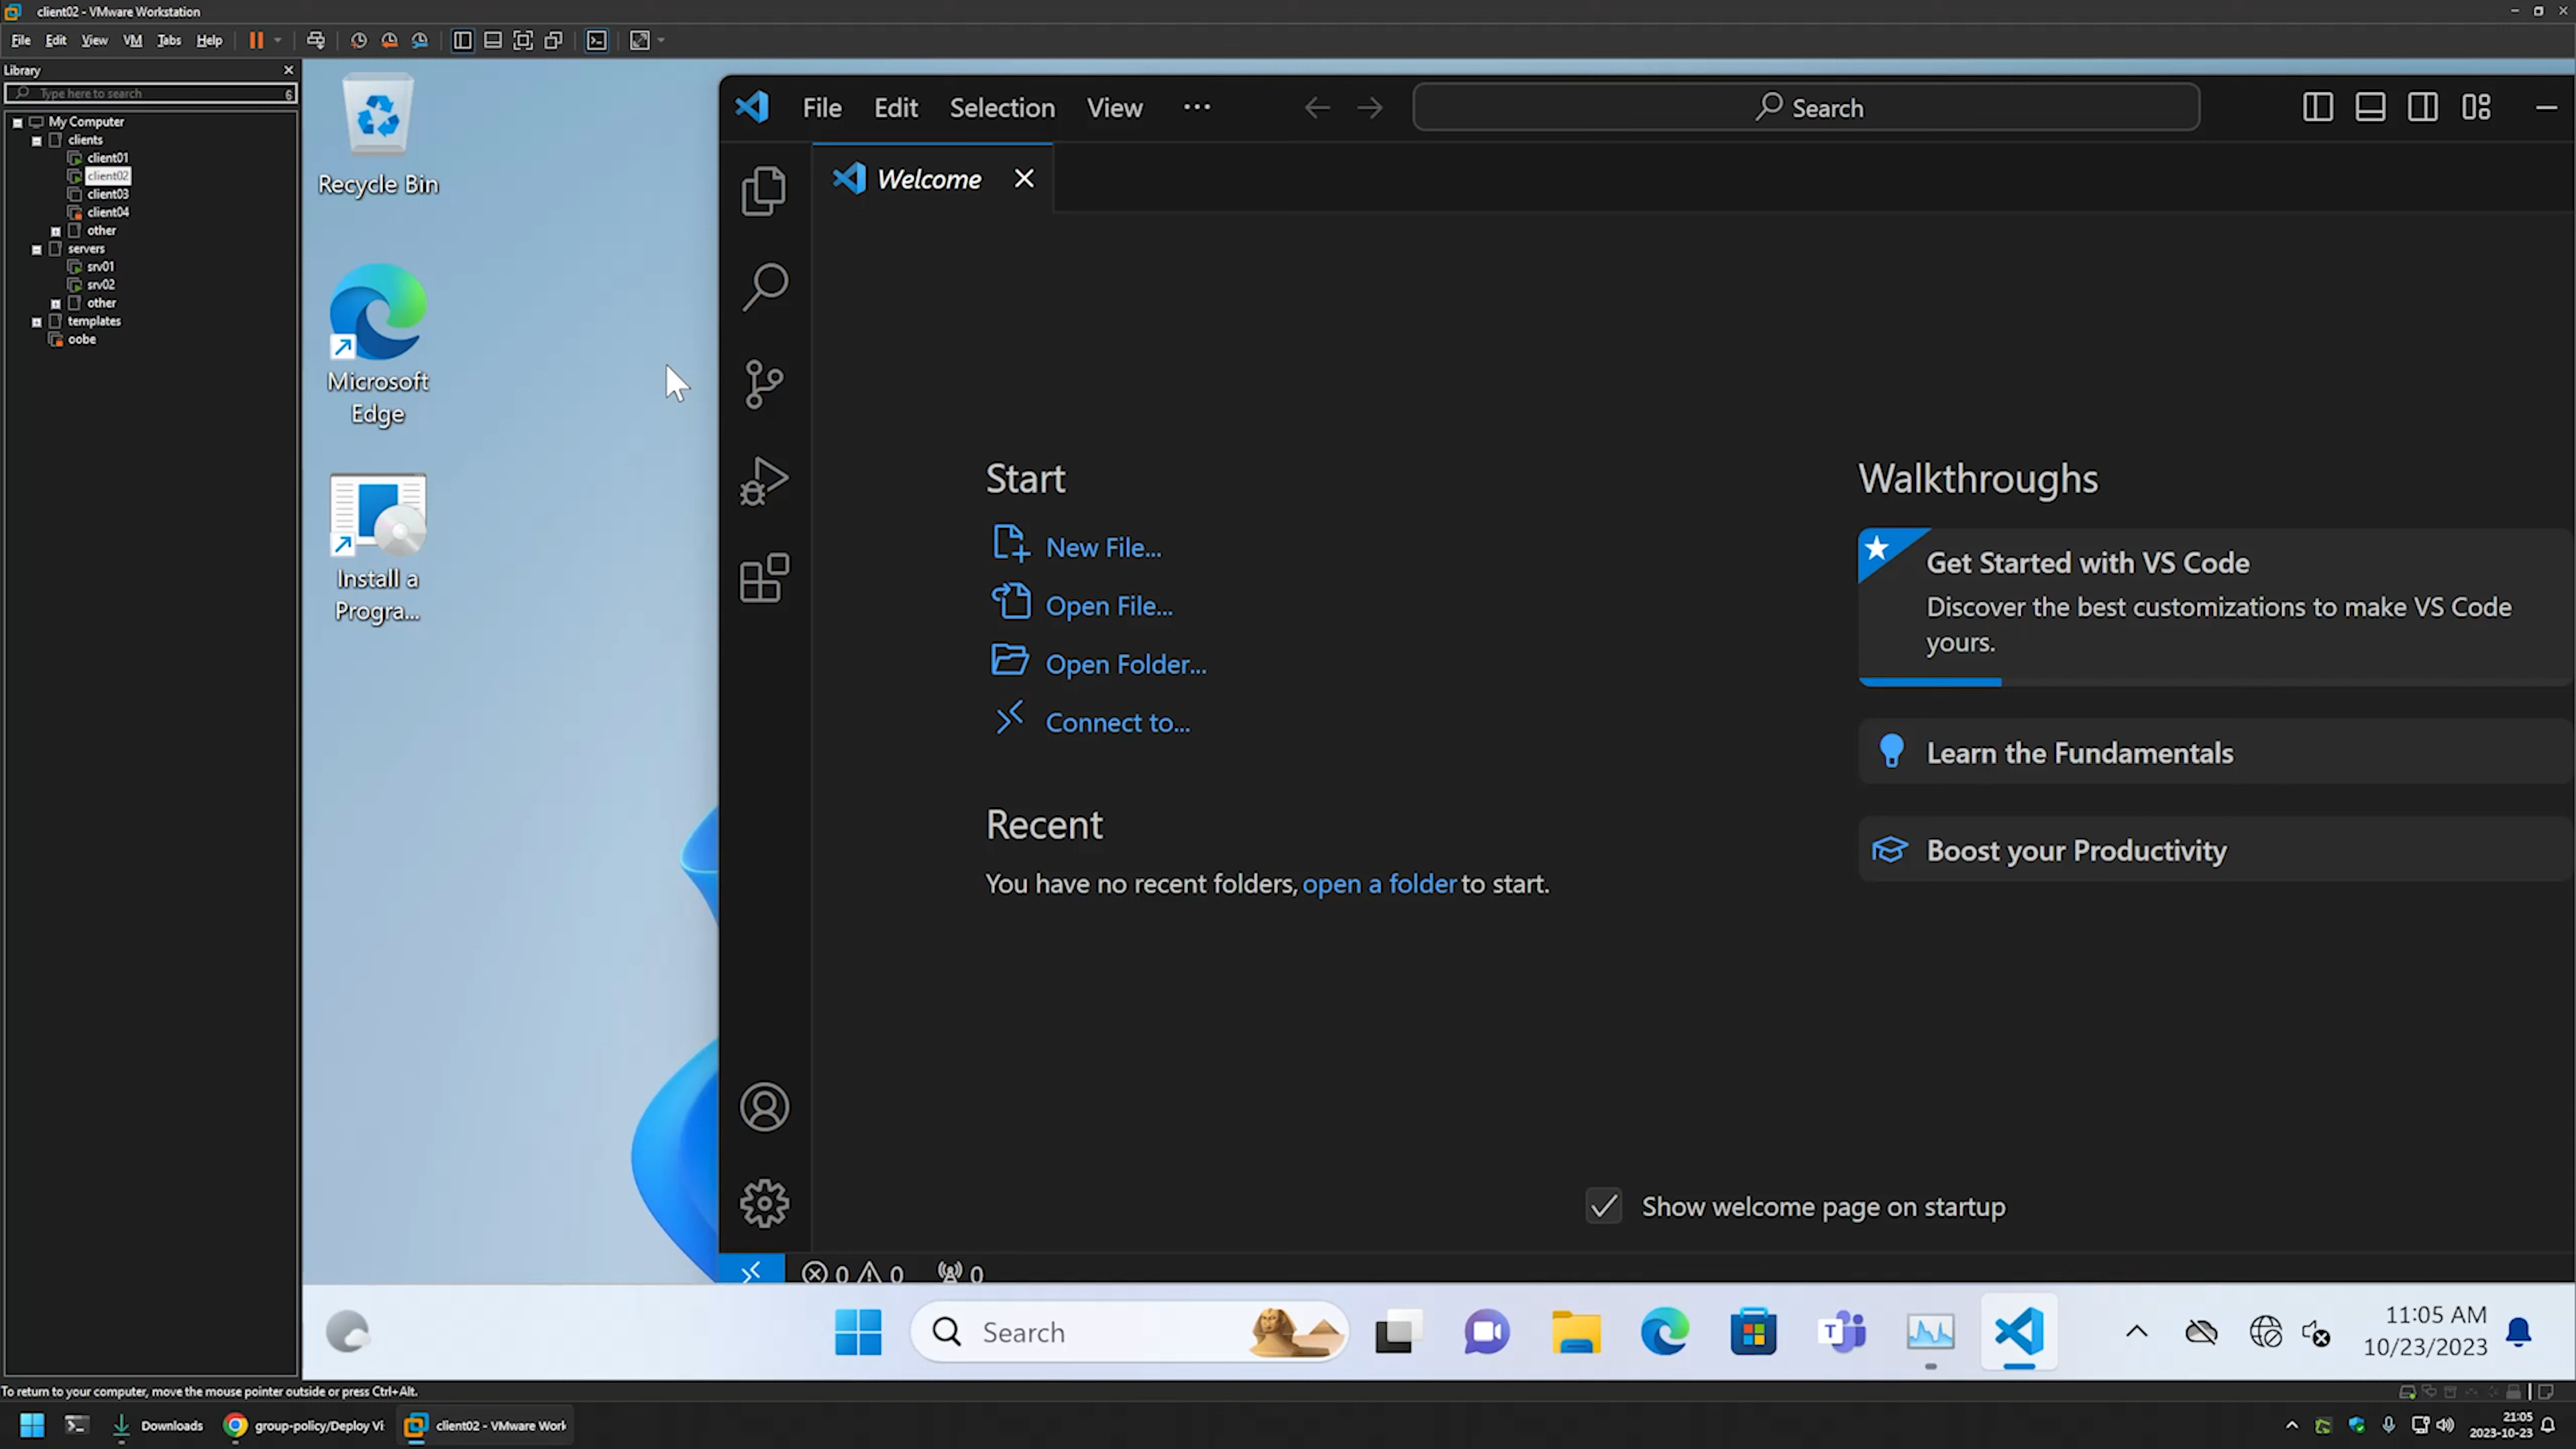 client02 - VMware Workstation
File Edit View VM Tabs Help
Library
Type here to search
6
My Computer
clients
client01
client02
client03
client04
other
servers
srv01
srv02
other
templates
oobe
Recycle Bin
Microsoft
Edge
Install a
Progra...
File Edit Selection View ···
Search
Welcome
Start
New File...
Open File...
Open Folder...
Connect to...
Recent
You have no recent folders, open a folder to start.
Walkthroughs
Get Started with VS Code
Discover the best customizations to make VS Code
yours.
Learn the Fundamentals
Boost your Productivity
Show welcome page on startup
0 0 0
Search
T
11:05 AM
10/23/2023
To return to your computer, move the mouse pointer outside or press Ctrl+Alt.
Downloads
group-policy/Deploy Vi
client02 - VMware Work
21:05
2023-10-23